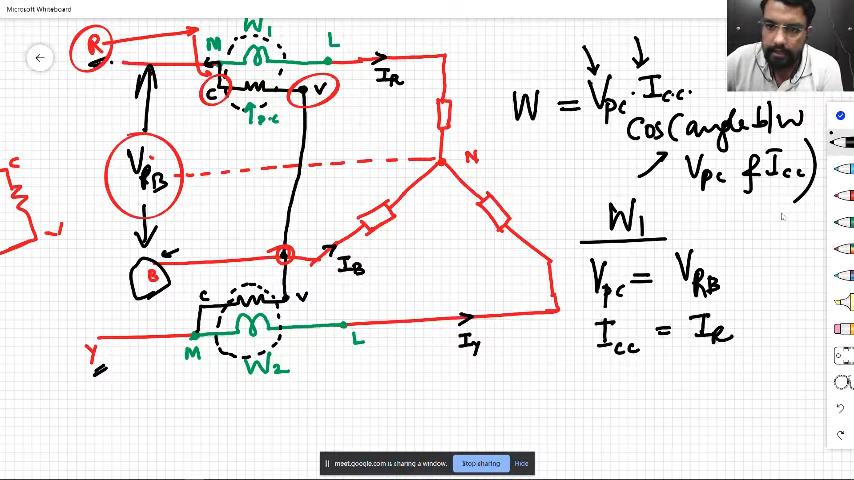 Microsoft Whiteboard
W1
R
M
L
IR
C
V
p.c
VRB
N
C
V
B
IB
C
V
Y
M
L
IY
W2
W = Vpc. Ic.c.
Cos(angle b/w
Vpc & Icc)
W1
Vpc = VRB
Icc = IR
meet.google.com is sharing a window.
Stop sharing
Hide